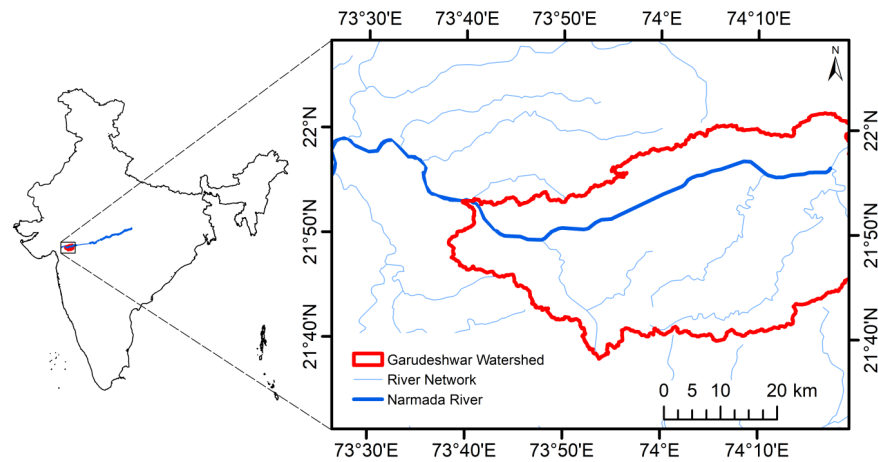 73°30'E 73°40'E 73°50'E 74°E 74°10'E
N
22°N 22°N
21°50'N 21°50'N
21°40'N 21°40'N
Garudeshwar Watershed
River Network
Narmada River
0 5 10 20 km
73°30'E 73°40'E 73°50'E 74°E 74°10'E